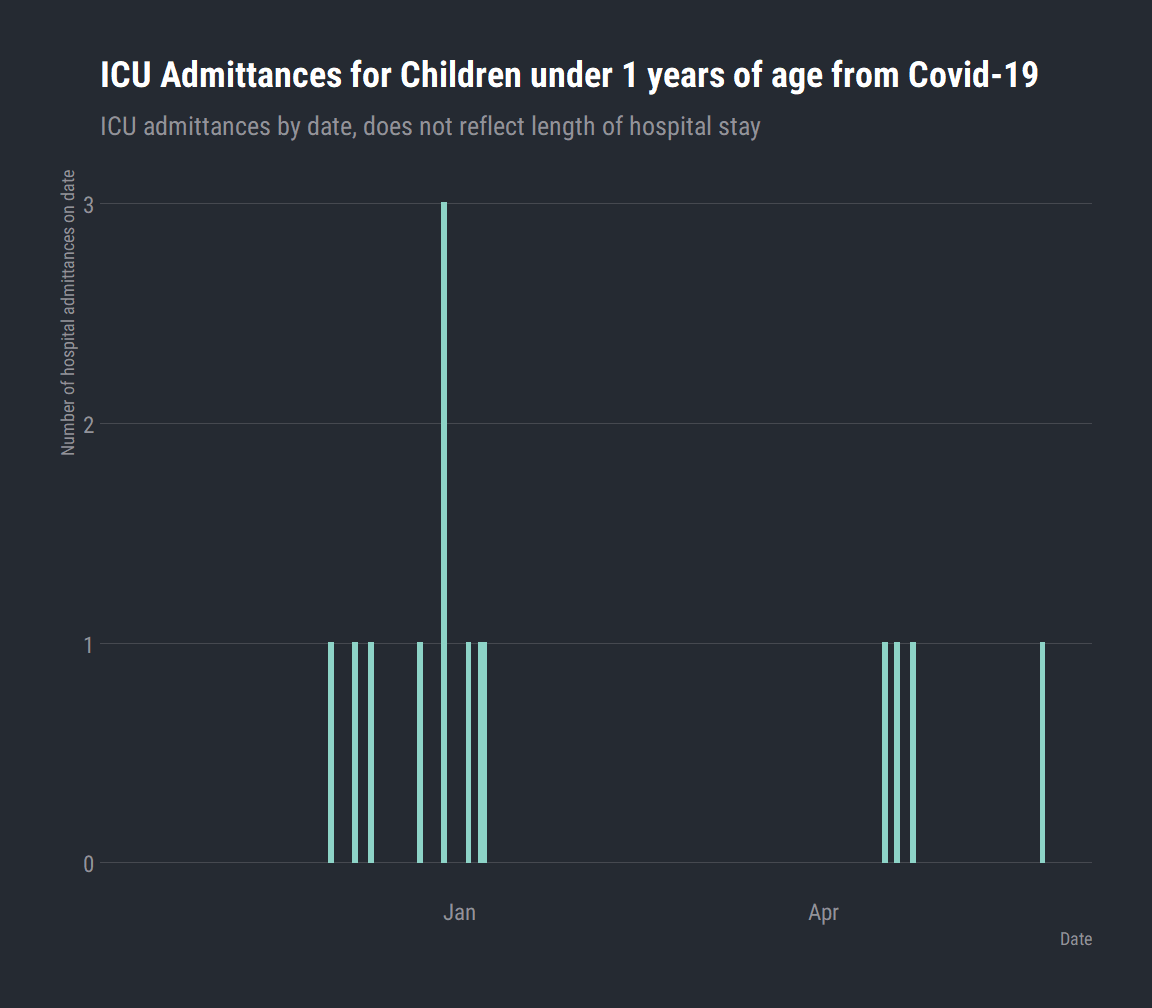 ICU Admittances for Children under 1 years of age from Covid-19
ICU admittances by date, does not reflect length of hospital stay
Number of hospital admittances on date
3
2
1
0
Jan
Apr
Date